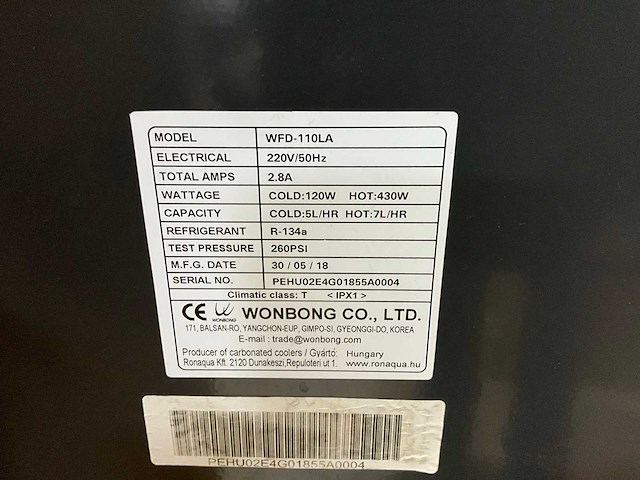 MODEL WFD-110LA
ELECTRICAL 220V/50Hz
TOTAL AMPS 2.8A
WATTAGE COLD:120W HOT:430W
CAPACITY COLD:5L/HR HOT:7L/HR
REFRIGERANT R-134a
TEST PRESSURE 260PSI
M.F.G. DATE 30 / 05 / 18
SERIAL NO. PEHU02E4G01855A0004
Climatic class: T < IPX1 >
CE WONBONG WONBONG CO., LTD.
171, BALSAN-RO, YANGCHON-EUP, GIMPO-SI, GYEONGGI-DO, KOREA
E-mail : trade@wonbong.com
Producer of carbonated coolers / Gyártó: Hungary
Ronaqua Kft. 2120 Dunakeszi, Repuloteri ut 1. www.ronaqua.hu
PEHU02E4G01855A0004